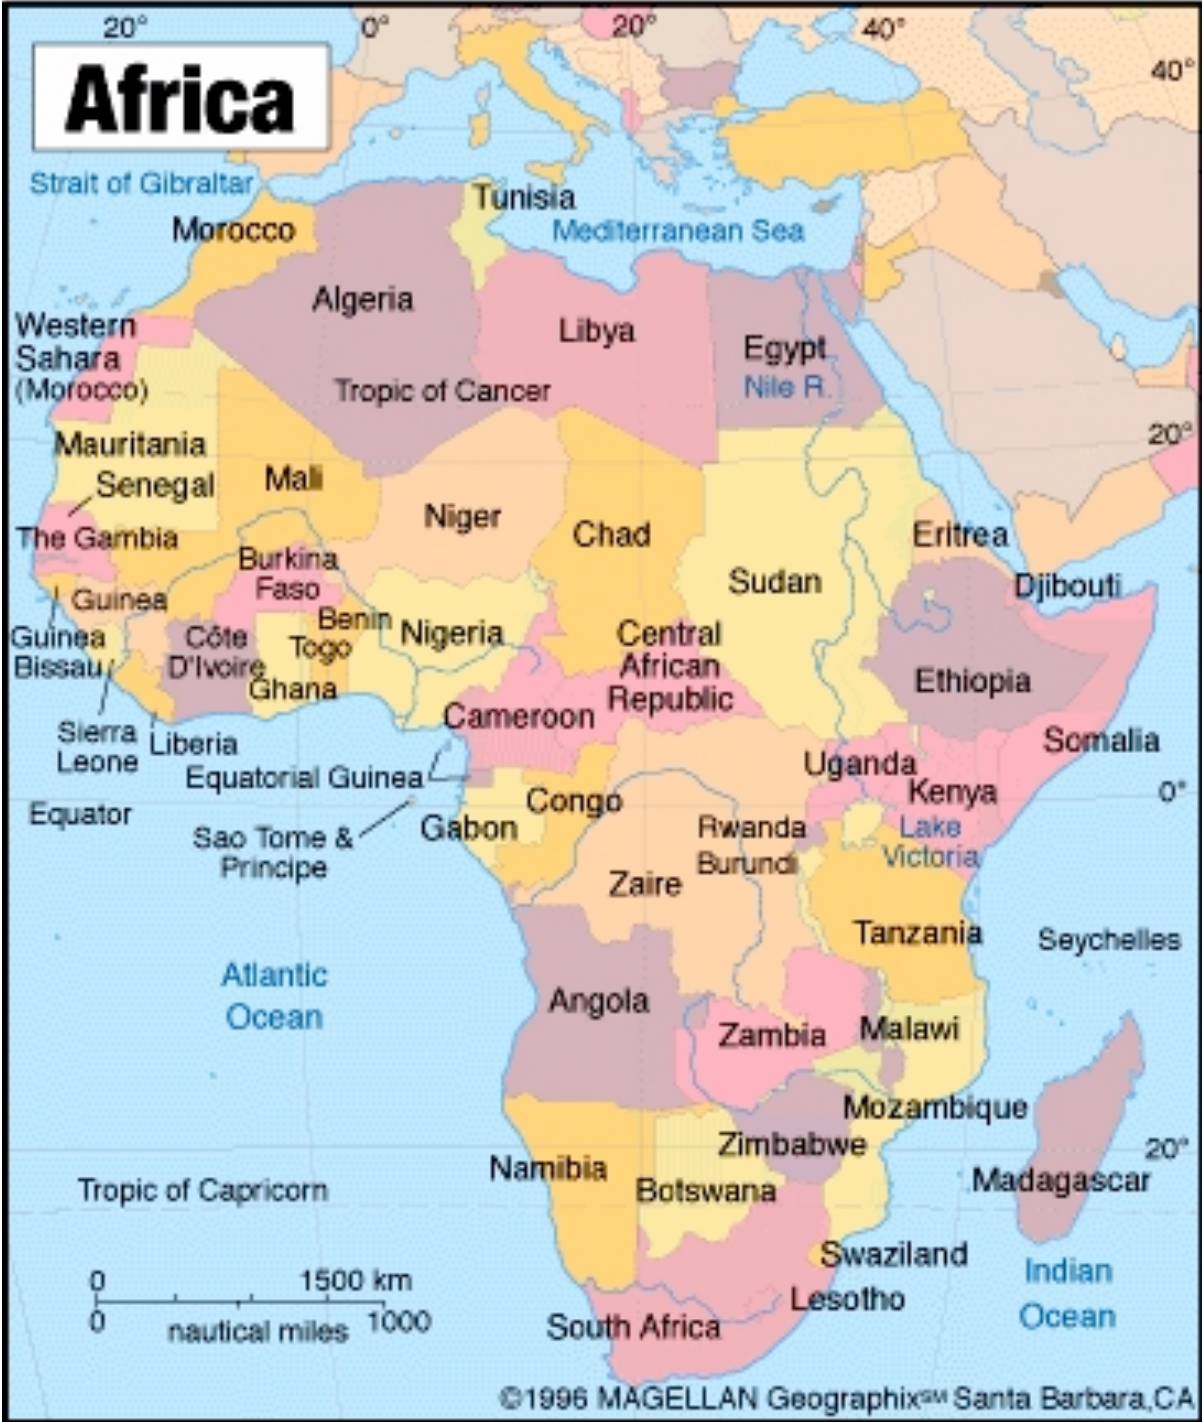 20°
0°
20°
40°
40°
Africa
Strait of Gibraltar
Tunisia
Morocco
Mediterranean Sea
Algeria
Western
Sahara
(Morocco)
Libya
Egypt
Nile R.
Tropic of Cancer
20°
Mauritania
Senegal
Mali
Niger
Chad
The Gambia
Eritrea
Burkina
Faso
Sudan
Djibouti
Guinea
Benin
Nigeria
Guinea
Bissau
Côte
D'Ivoire
Togo
Ghana
Central
African
Republic
Ethiopia
Cameroon
Sierra
Leone
Liberia
Somalia
Equatorial Guinea
Uganda
Kenya
0°
Equator
Congo
Gabon
Sao Tome &
Principe
Rwanda
Burundi
Lake
Victoria
Zaire
Tanzania
Seychelles
Atlantic
Ocean
Angola
Zambia
Malawi
Mozambique
Zimbabwe
20°
Namibia
Botswana
Madagascar
Tropic of Capricorn
Swaziland
Indian
Ocean
Lesotho
0 1500 km
0 nautical miles 1000
South Africa
©1996 MAGELLAN Geographix℠ Santa Barbara,CA